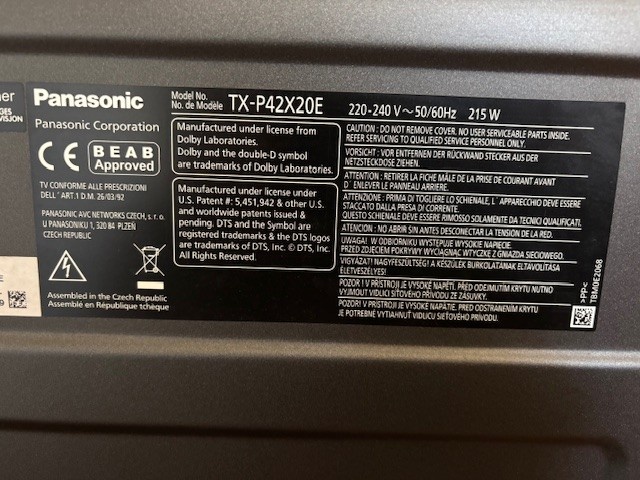 ner
GES
VISION
Panasonic
Panasonic Corporation
CE
BEAB
Approved
TV CONFORME ALLE PRESCRIZIONI
DELL' ART.1 D.M. 26/03/92
PANASONIC AVC NETWORKS CZECH, s. r. o.
U PANASONIKU 1, 320 84 PLZEŇ
CZECH REPUBLIC
Assembled in the Czech Republic
Assemblé en République tchèque
Model No.
No. de Modèle
TX-P42X20E
220-240 V~50/60Hz 215 W
Manufactured under license from
Dolby Laboratories.
Dolby and the double-D symbol
are trademarks of Dolby Laboratories.
Manufactured under license under
U.S. Patent #: 5,451,942 & other U.S.
and worldwide patents issued &
pending. DTS and the Symbol are
registered trademarks & the DTS logos
are trademarks of DTS, Inc. © DTS, Inc.
All Rights Reserved.
CAUTION : DO NOT REMOVE COVER. NO USER SERVICEABLE PARTS INSIDE.
REFER SERVICING TO QUALIFIED SERVICE PERSONNEL ONLY.
VORSICHT : VOR ENTFERNEN DER RÜCKWAND STECKER AUS DER
NETZSTECKDOSE ZIEHEN.
ATTENTION : RETIRER LA FICHE MÂLE DE LA PRISE DE COURANT AVANT
D´ ENLEVER LE PANNEAU ARRIERE.
ATTENZIONE : PRIMA DI TOGLIERE LO SCHIENALE, L´ APPARECCHIO DEVE ESSERE
STACCATO DALLA PRESA DI CORRENTE.
QUESTO SCHIENALE DEVE ESSERE RIMOSSO SOLAMENTE DA TECNICI QUALIFICATI.
ATENCION : NO ABRIR SIN ANTES DESCONECTAR LA TENSION DE LA RED.
UWAGA! W ODBIORNIKU WYSTĘPUJE WYSOKIE NAPIĘCIE.
PRZED ZDJĘCIEM POKRYWY WYCIĄGNĄĆ WTYCZKĘ Z GNIAZDA SIECIOWEGO.
VIGYÁZAT! NAGYFESZÜLTSÉG! A KÉSZÜLÉK BURKOLATÁNAK ELTAVOLÍTÁSA
ÉLETVESZÉLYES!
POZOR ! V PŘÍSTROJI JE VYSOKÉ NAPĚTÍ. PŘED ODEJMUTÍM KRYTU NUTNO
VYJMOUT VIDLICI SÍŤOVÉHO PŘÍVODU ZE ZÁSUVKY.
POZOR ! V PRÍSTROJI JE VYSOKÉ NAPÄTIE. PRED ODSTRANENÍM KRYTU
JE POTREBNÉ VYTIAHNUŤ VIDLICU SIEŤOVÉHO PRÍVODU.
>PP<
TBM0E2068
E
9